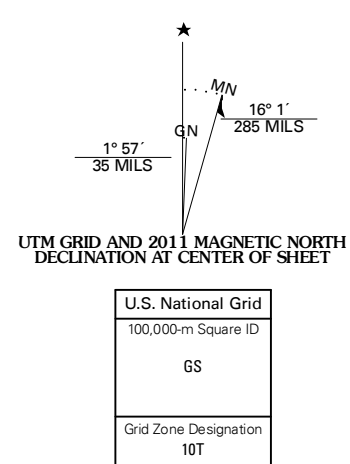 ★
MN
GN
16° 1´
285 MILS
1° 57´
35 MILS
UTM GRID AND 2011 MAGNETIC NORTH
DECLINATION AT CENTER OF SHEET
U.S. National Grid
100,000-m Square ID
GS
Grid Zone Designation
10T